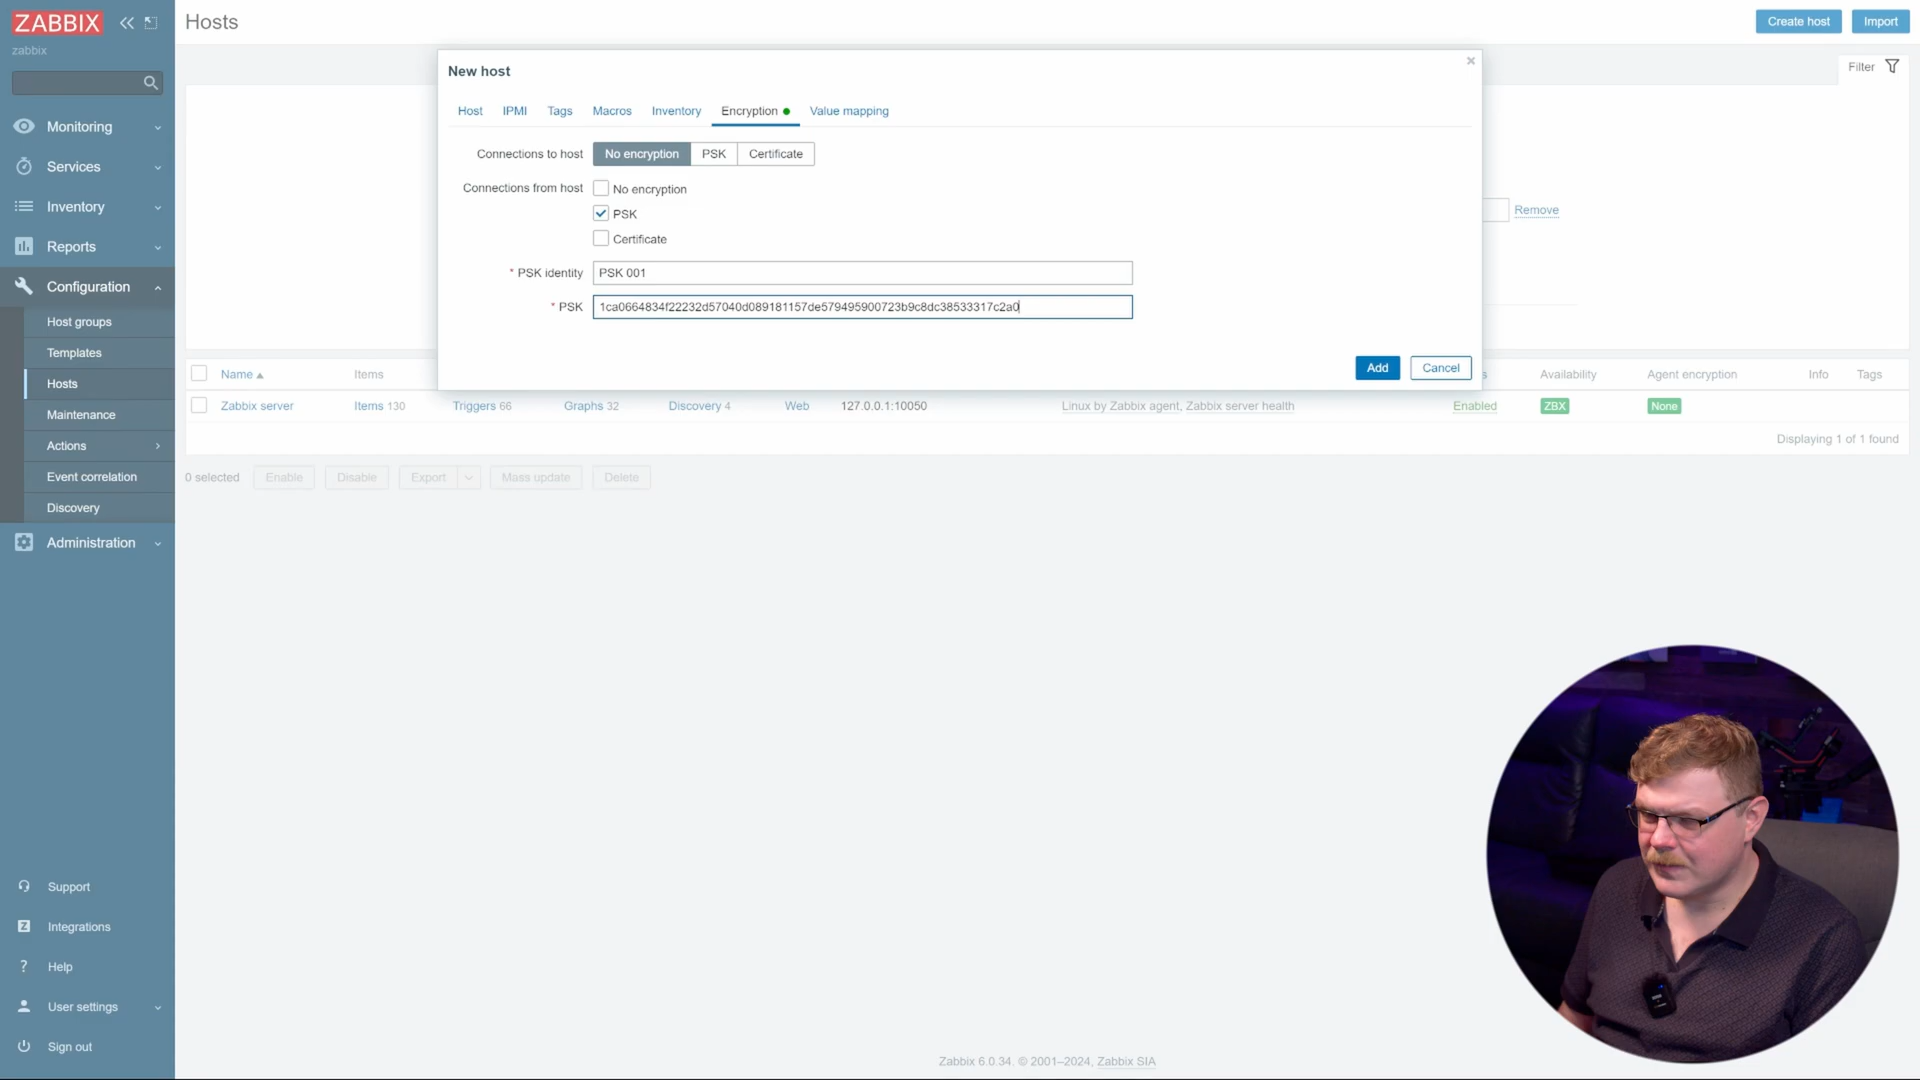 ZABBIX
zabbix
Monitoring
Services
Inventory
Reports
Configuration
Host groups
Templates
Hosts
Maintenance
Actions
Event correlation
Discovery
Administration
Support
Integrations
Help
User settings
Sign out
Hosts
Create host
Import
Filter
New host
Host IPMI Tags Macros Inventory Encryption Value mapping
Connections to host No encryption PSK Certificate
Connections from host No encryption
PSK
Certificate
* PSK identity PSK 001
* PSK 1ca0664834f22232d57040d089181157de579495900723b9c8dc38533317c2a0
Add Cancel
Remove
Name ▲ Items Availability Agent encryption Info Tags
Zabbix server Items 130 Triggers 66 Graphs 32 Discovery 4 Web 127.0.0.1:10050 Linux by Zabbix agent, Zabbix server health Enabled ZBX None
Displaying 1 of 1 found
0 selected Enable Disable Export Mass update Delete
Zabbix 6.0.34. © 2001–2024, Zabbix SIA